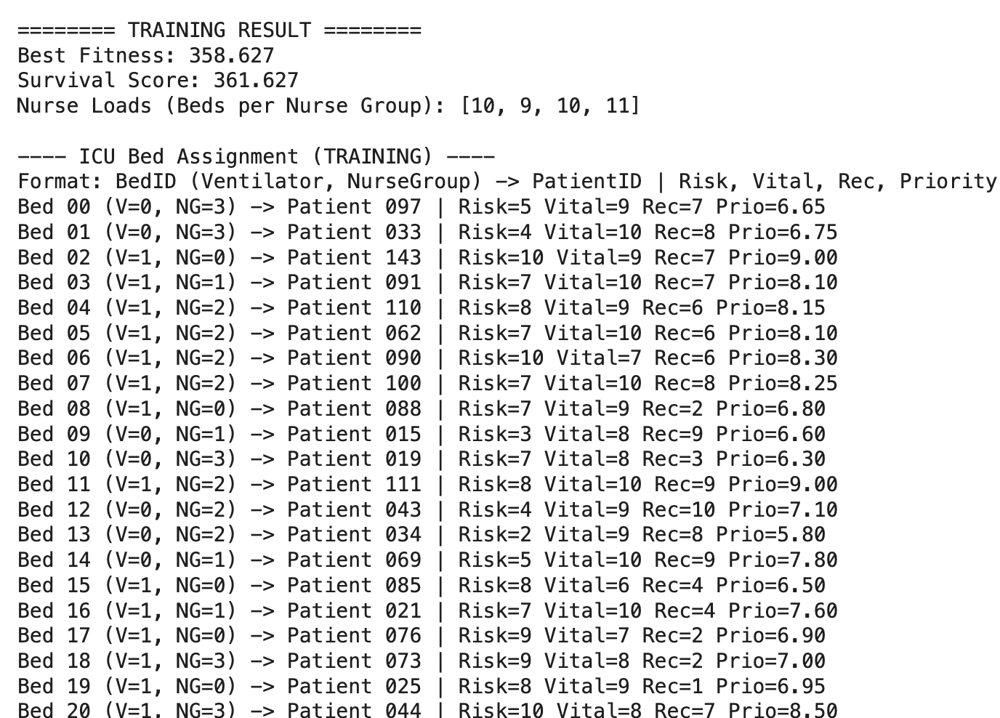 ======== TRAINING RESULT ========
Best Fitness: 358.627
Survival Score: 361.627
Nurse Loads (Beds per Nurse Group): [10, 9, 10, 11]
---- ICU Bed Assignment (TRAINING) ----
Format: BedID (Ventilator, NurseGroup) -> PatientID | Risk, Vital, Rec, Priority
Bed 00 (V=0, NG=3) -> Patient 097 | Risk=5 Vital=9 Rec=7 Prio=6.65
Bed 01 (V=0, NG=3) -> Patient 033 | Risk=4 Vital=10 Rec=8 Prio=6.75
Bed 02 (V=1, NG=0) -> Patient 143 | Risk=10 Vital=9 Rec=7 Prio=9.00
Bed 03 (V=1, NG=1) -> Patient 091 | Risk=7 Vital=10 Rec=7 Prio=8.10
Bed 04 (V=1, NG=2) -> Patient 110 | Risk=8 Vital=9 Rec=6 Prio=8.15
Bed 05 (V=1, NG=2) -> Patient 062 | Risk=7 Vital=10 Rec=6 Prio=8.10
Bed 06 (V=1, NG=2) -> Patient 090 | Risk=10 Vital=7 Rec=6 Prio=8.30
Bed 07 (V=1, NG=2) -> Patient 100 | Risk=7 Vital=10 Rec=8 Prio=8.25
Bed 08 (V=1, NG=0) -> Patient 088 | Risk=7 Vital=9 Rec=2 Prio=6.80
Bed 09 (V=0, NG=1) -> Patient 015 | Risk=3 Vital=8 Rec=9 Prio=6.60
Bed 10 (V=0, NG=3) -> Patient 019 | Risk=7 Vital=8 Rec=3 Prio=6.30
Bed 11 (V=1, NG=2) -> Patient 111 | Risk=8 Vital=10 Rec=9 Prio=9.00
Bed 12 (V=0, NG=2) -> Patient 043 | Risk=4 Vital=9 Rec=10 Prio=7.10
Bed 13 (V=0, NG=2) -> Patient 034 | Risk=2 Vital=9 Rec=8 Prio=5.80
Bed 14 (V=0, NG=1) -> Patient 069 | Risk=5 Vital=10 Rec=9 Prio=7.80
Bed 15 (V=1, NG=0) -> Patient 085 | Risk=8 Vital=6 Rec=4 Prio=6.50
Bed 16 (V=1, NG=1) -> Patient 021 | Risk=7 Vital=10 Rec=4 Prio=7.60
Bed 17 (V=1, NG=0) -> Patient 076 | Risk=9 Vital=7 Rec=2 Prio=6.90
Bed 18 (V=1, NG=3) -> Patient 073 | Risk=9 Vital=8 Rec=2 Prio=7.00
Bed 19 (V=1, NG=0) -> Patient 025 | Risk=8 Vital=9 Rec=1 Prio=6.95
Bed 20 (V=1, NG=3) -> Patient 044 | Risk=10 Vital=8 Rec=7 Prio=8.50